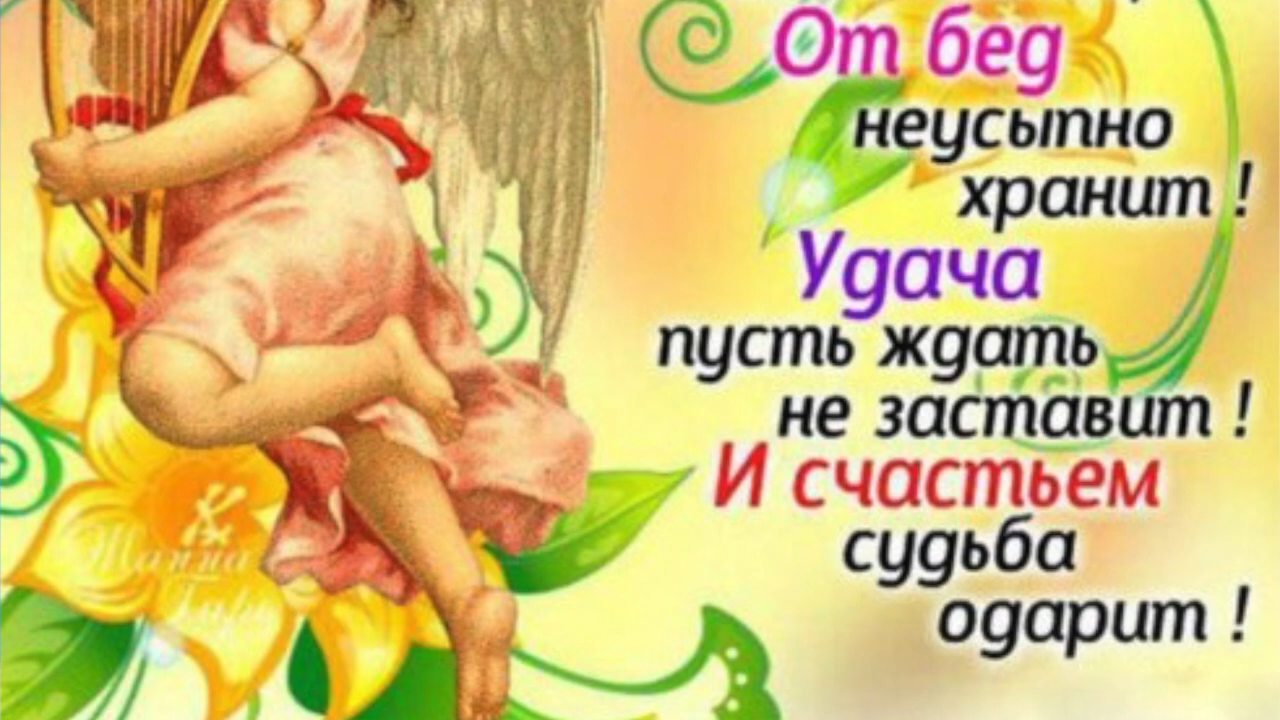 От бед
неусыпно
хранит !
Удача
пусть ждать
не заставит !
И счастьем
судьба
одарит !